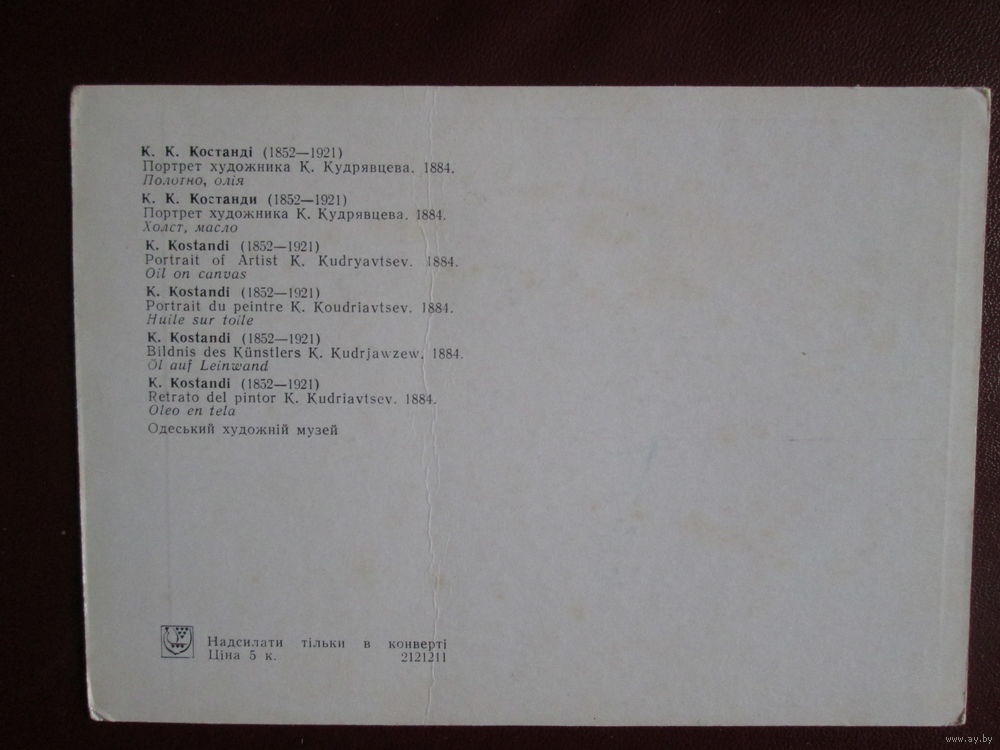 К. К. Костанді (1852—1921)
Портрет художника К. Кудрявцева. 1884.
Полотно, олія
К. К. Костанди (1852—1921)
Портрет художника К. Кудрявцева. 1884.
Холст, масло
K. Kostandi (1852—1921)
Portrait of Artist K. Kudryavtsev. 1884.
Oil on canvas
K. Kostandi (1852—1921)
Portrait du peintre K. Koudriavtsev. 1884.
Huile sur toile
K. Kostandi (1852—1921)
Bildnis des Künstlers K. Kudrjawzew. 1884.
Öl auf Leinwand
K. Kostandi (1852—1921)
Retrato del pintor K. Kudriavtsev. 1884.
Oleo en tela
Одеський художній музей
Надсилати тільки в конверті
Ціна 5 к. 2121211
www.ay.by